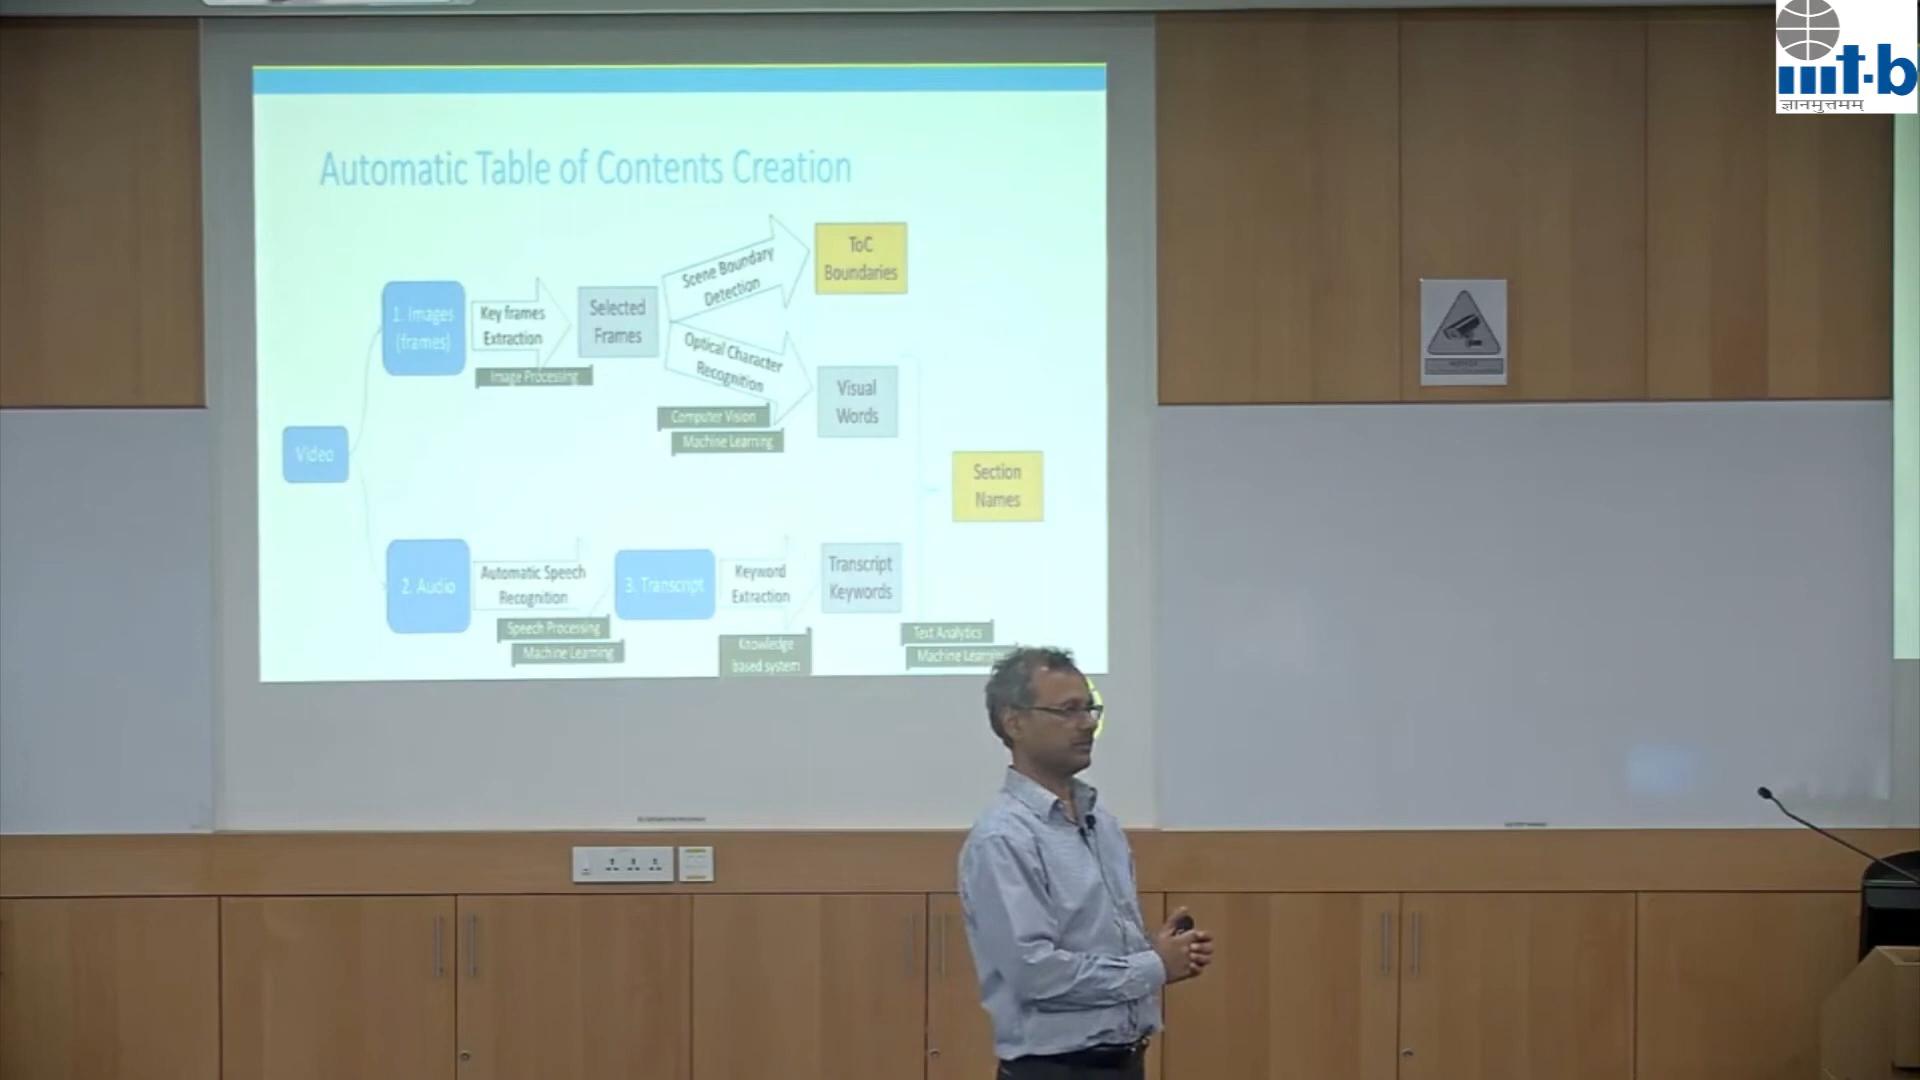 iiit-b
ज्ञानमुत्तमम्
Automatic Table of Contents Creation
ToC
Boundaries
Scene Boundary
Detection
1. Images
(frames)
Key frames
Extraction
Selected
Frames
Image Processing
Optical Character
Recognition
Visual
Words
Computer Vision
Machine Learning
Video
Section
Names
2. Audio
Automatic Speech
Recognition
3. Transcript
Keyword
Extraction
Transcript
Keywords
Speech Processing
Machine Learning
Knowledge
based system
Text Analytics
Machine Learning